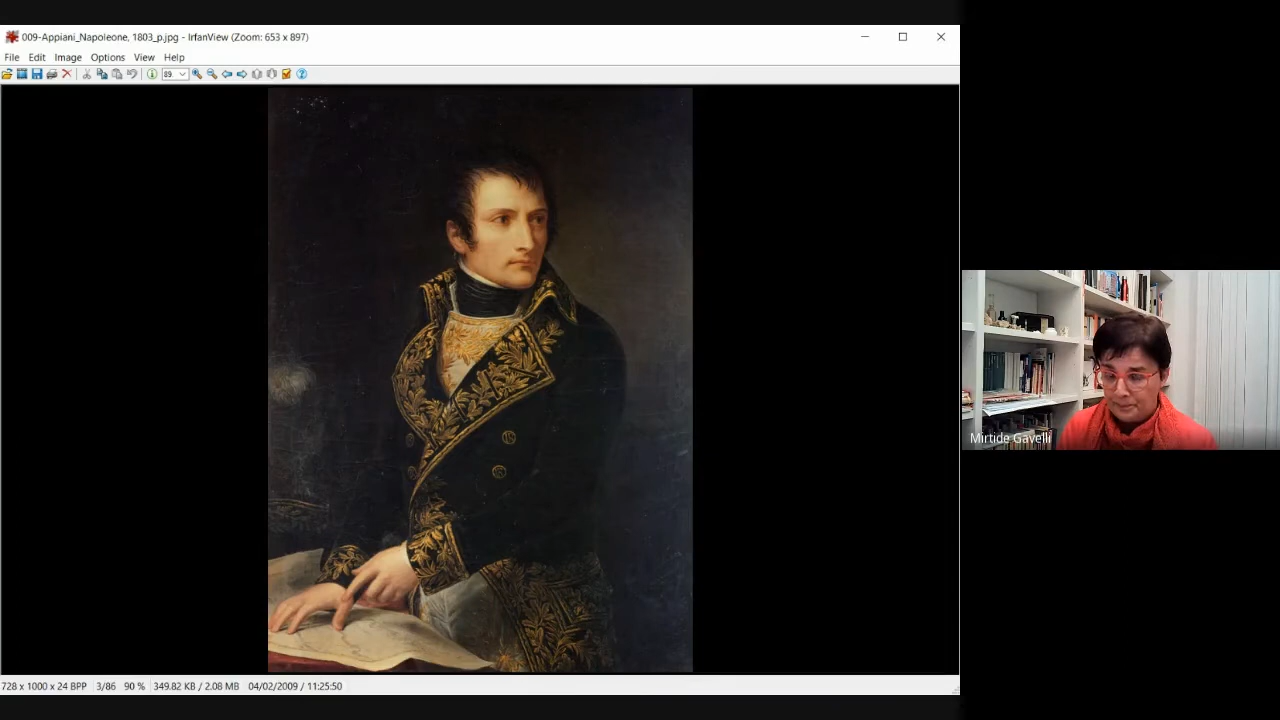 009-Appiani_Napoleone, 1803_p.jpg - IrfanView (Zoom: 653 x 897)
File Edit Image Options View Help
89
Mirtide Gavelli
728 x 1000 x 24 BPP 3/86 90 % 349.82 KB / 2.08 MB 04/02/2009 / 11:25:50